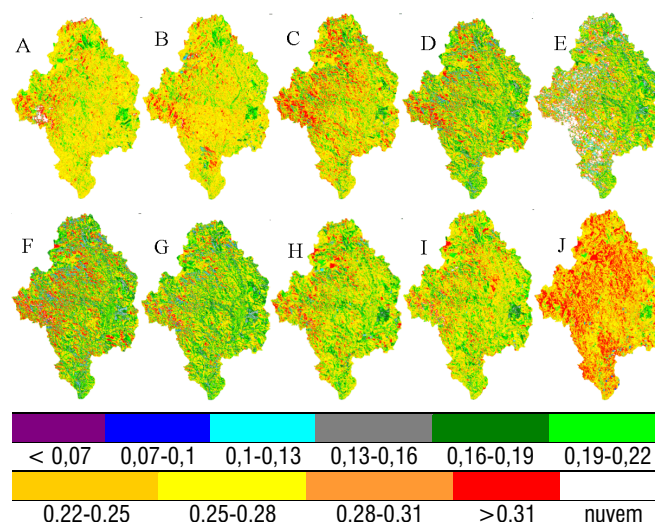 A B C D E
F G H I J
< 0,07 0,07-0,1 0,1-0,13 0,13-0,16 0,16-0,19 0,19-0,22
0.22-0.25 0.25-0.28 0.28-0.31 >0.31 nuvem